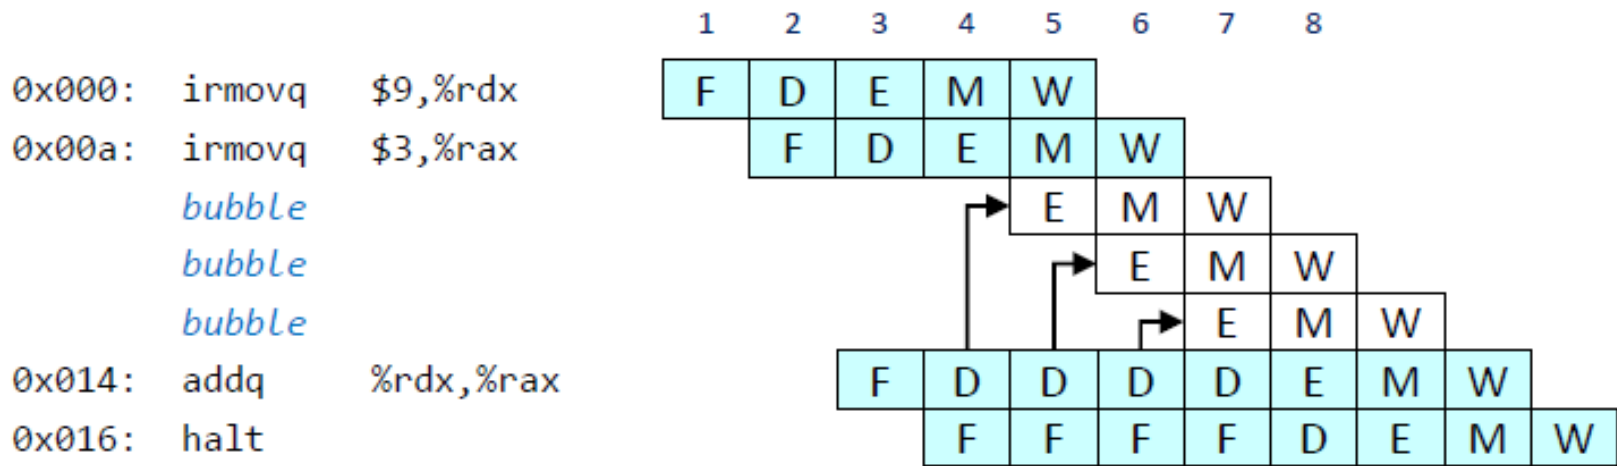 1 2 3 4 5 6 7 8
0x000: irmovq $9,%rdx F D E M W
0x00a: irmovq $3,%rax F D E M W
bubble E M W
bubble E M W
bubble E M W
0x014: addq %rdx,%rax F D D D D E M W
0x016: halt F F F F D E M W